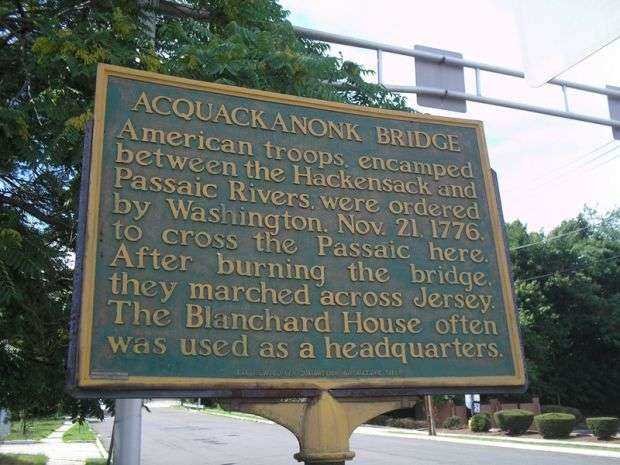 ACQUACKANONK BRIDGE
American troops, encamped
between the Hackensack and
Passaic Rivers, were ordered
by Washington, Nov. 21, 1776,
to cross the Passaic here.
After burning the bridge,
they marched across Jersey.
The Blanchard House often
was used as a headquarters.